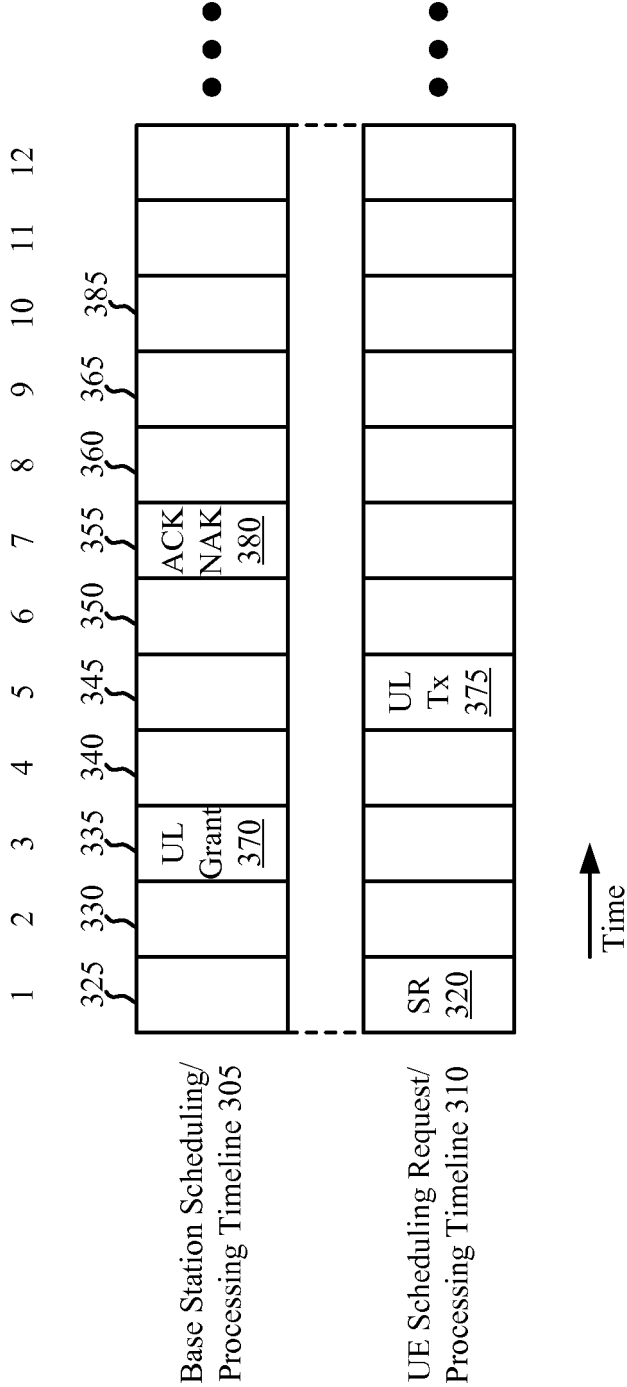 1 2 3 4 5 6 7 8 9 10 11 12
325 330 335 340 345 350 355 360 365 385
Base Station Scheduling/
Processing Timeline 305
UL
Grant
370
ACK
NAK
380
UE Scheduling Request/
Processing Timeline 310
SR
320
UL
Tx
375
Time